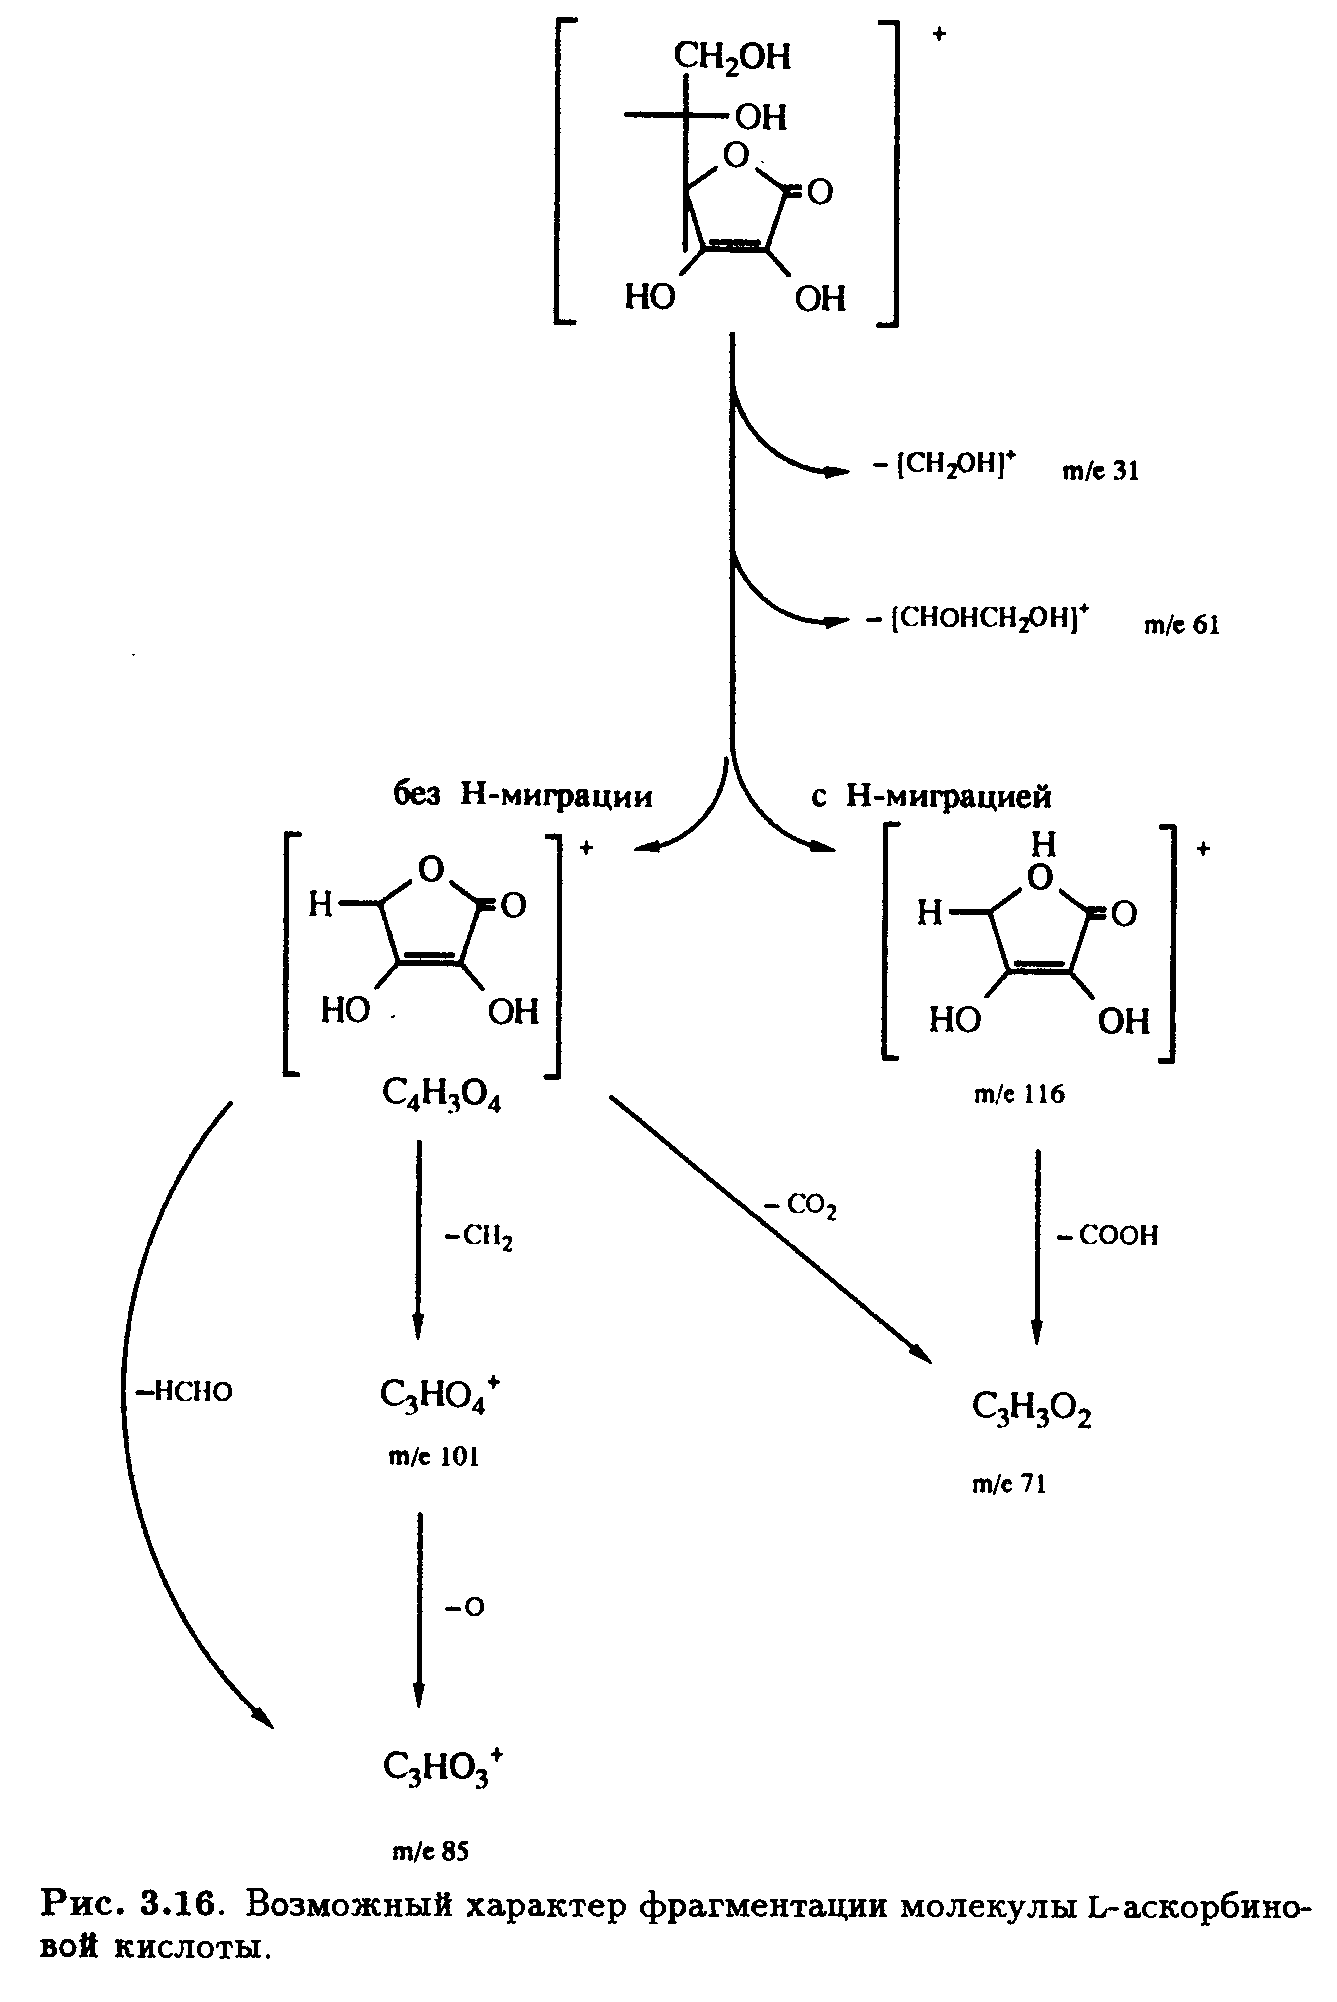 +
CH₂OH
OH
O
O
HO OH
– [CH₂OH]⁺ m/e 31
– [CHOHCH₂OH]⁺ m/e 61
без Н-миграции с Н-миграцией
+ +
H
O O
H O H O
HO OH HO OH
C₄H₃O₄ m/e 116
– CO₂
–CH₂ – COOH
–HCHO C₃HO₄⁺ C₃H₃O₂
m/e 101 m/e 71
–O
C₃HO₃⁺
m/e 85
Рис. 3.16. Возможный характер фрагментации молекулы L-аскорбино-
вой кислоты.